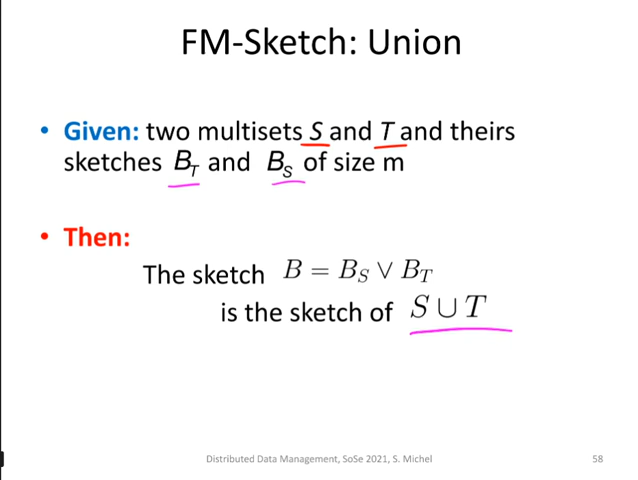 FM-Sketch: Union
• Given: two multisets S and T and theirs
sketches B_T and B_S of size m
• Then:
The sketch B = B_S ∨ B_T
is the sketch of S ∪ T
Distributed Data Management, SoSe 2021, S. Michel 58